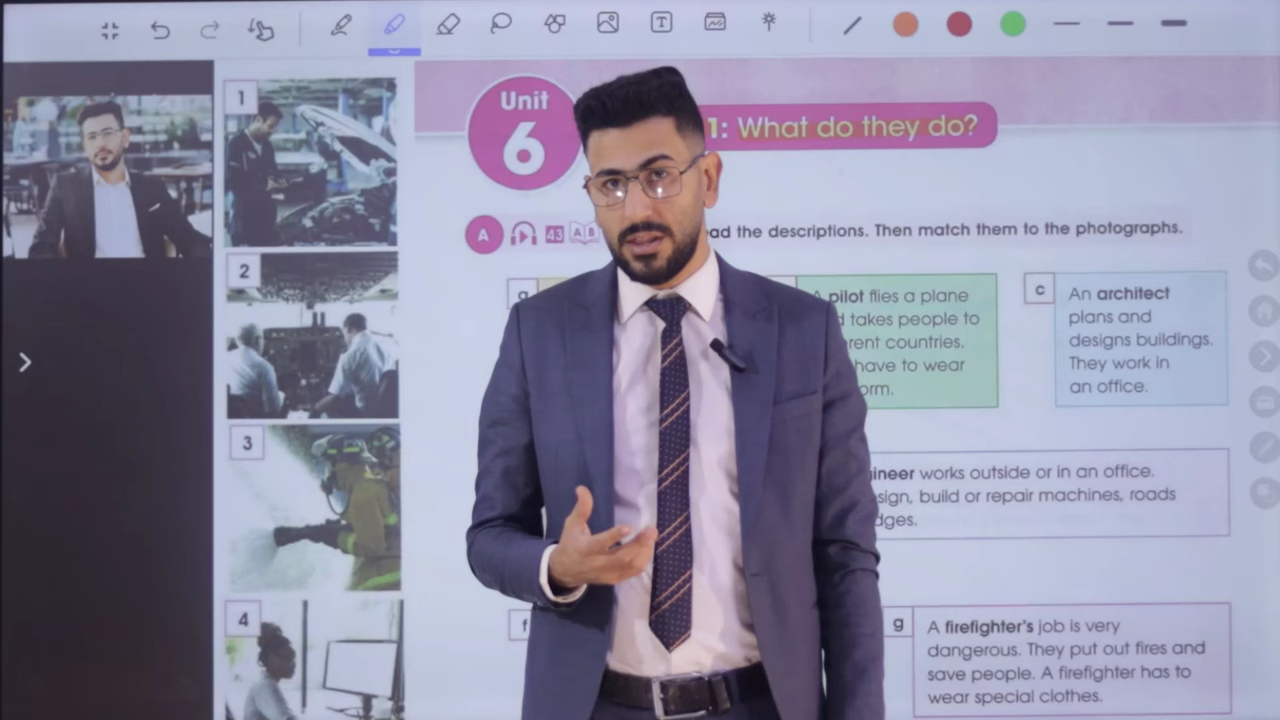 T
1
2
3
4
Unit
6
1: What do they do?
A
43
A B
ad the descriptions. Then match them to the photographs.
a
A pilot flies a plane
d takes people to
rent countries.
have to wear
orm.
c
An architect
plans and
designs buildings.
They work in
an office.
ineer works outside or in an office.
sign, build or repair machines, roads
dges.
f
g
A firefighter's job is very
dangerous. They put out fires and
save people. A firefighter has to
wear special clothes.